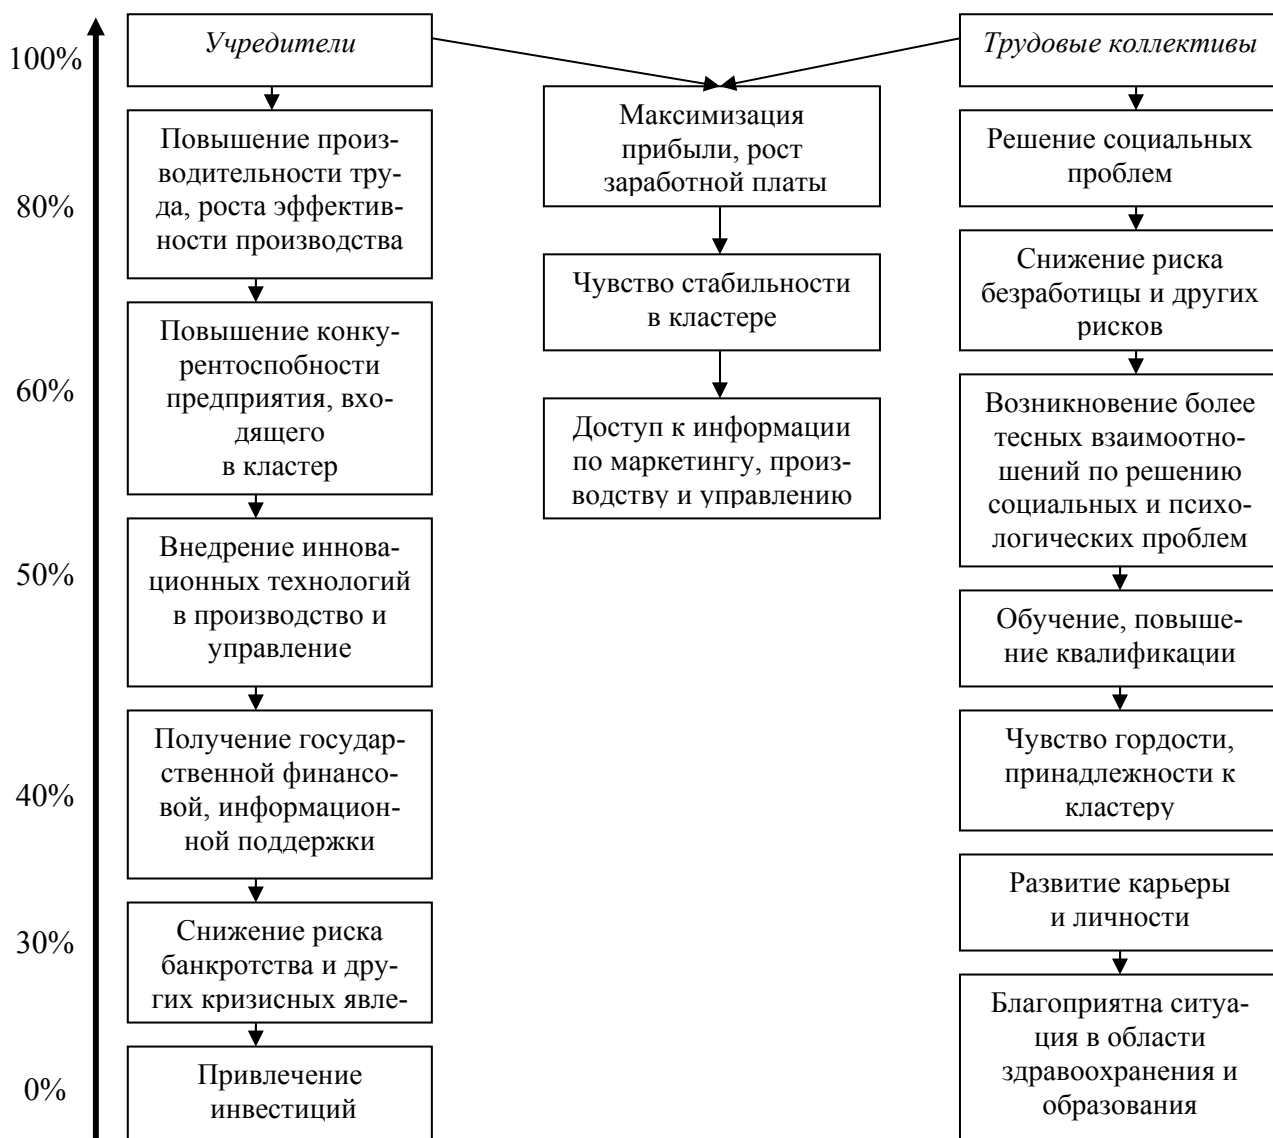 100%
80%
60%
50%
40%
30%
0%
Учредители
Повышение произ-
водительности тру-
да, роста эффектив-
ности производства
Повышение конку-
рентоспобности
предприятия, вхо-
дящего
в кластер
Внедрение иннова-
ционных технологий
в производство и
управление
Получение государ-
ственной финансо-
вой, информацион-
ной поддержки
Снижение риска
банкротства и дру-
гих кризисных явле-
Привлечение
инвестиций
Максимизация
прибыли, рост
заработной платы
Чувство стабильности
в кластере
Доступ к информации
по маркетингу, произ-
водству и управлению
Трудовые коллективы
Решение социальных
проблем
Снижение риска
безработицы и других
рисков
Возникновение более
тесных взаимоотно-
шений по решению
социальных и психо-
логических проблем
Обучение, повыше-
ние квалификации
Чувство гордости,
принадлежности к
кластеру
Развитие карьеры
и личности
Благоприятна ситуа-
ция в области
здравоохранения и
образования